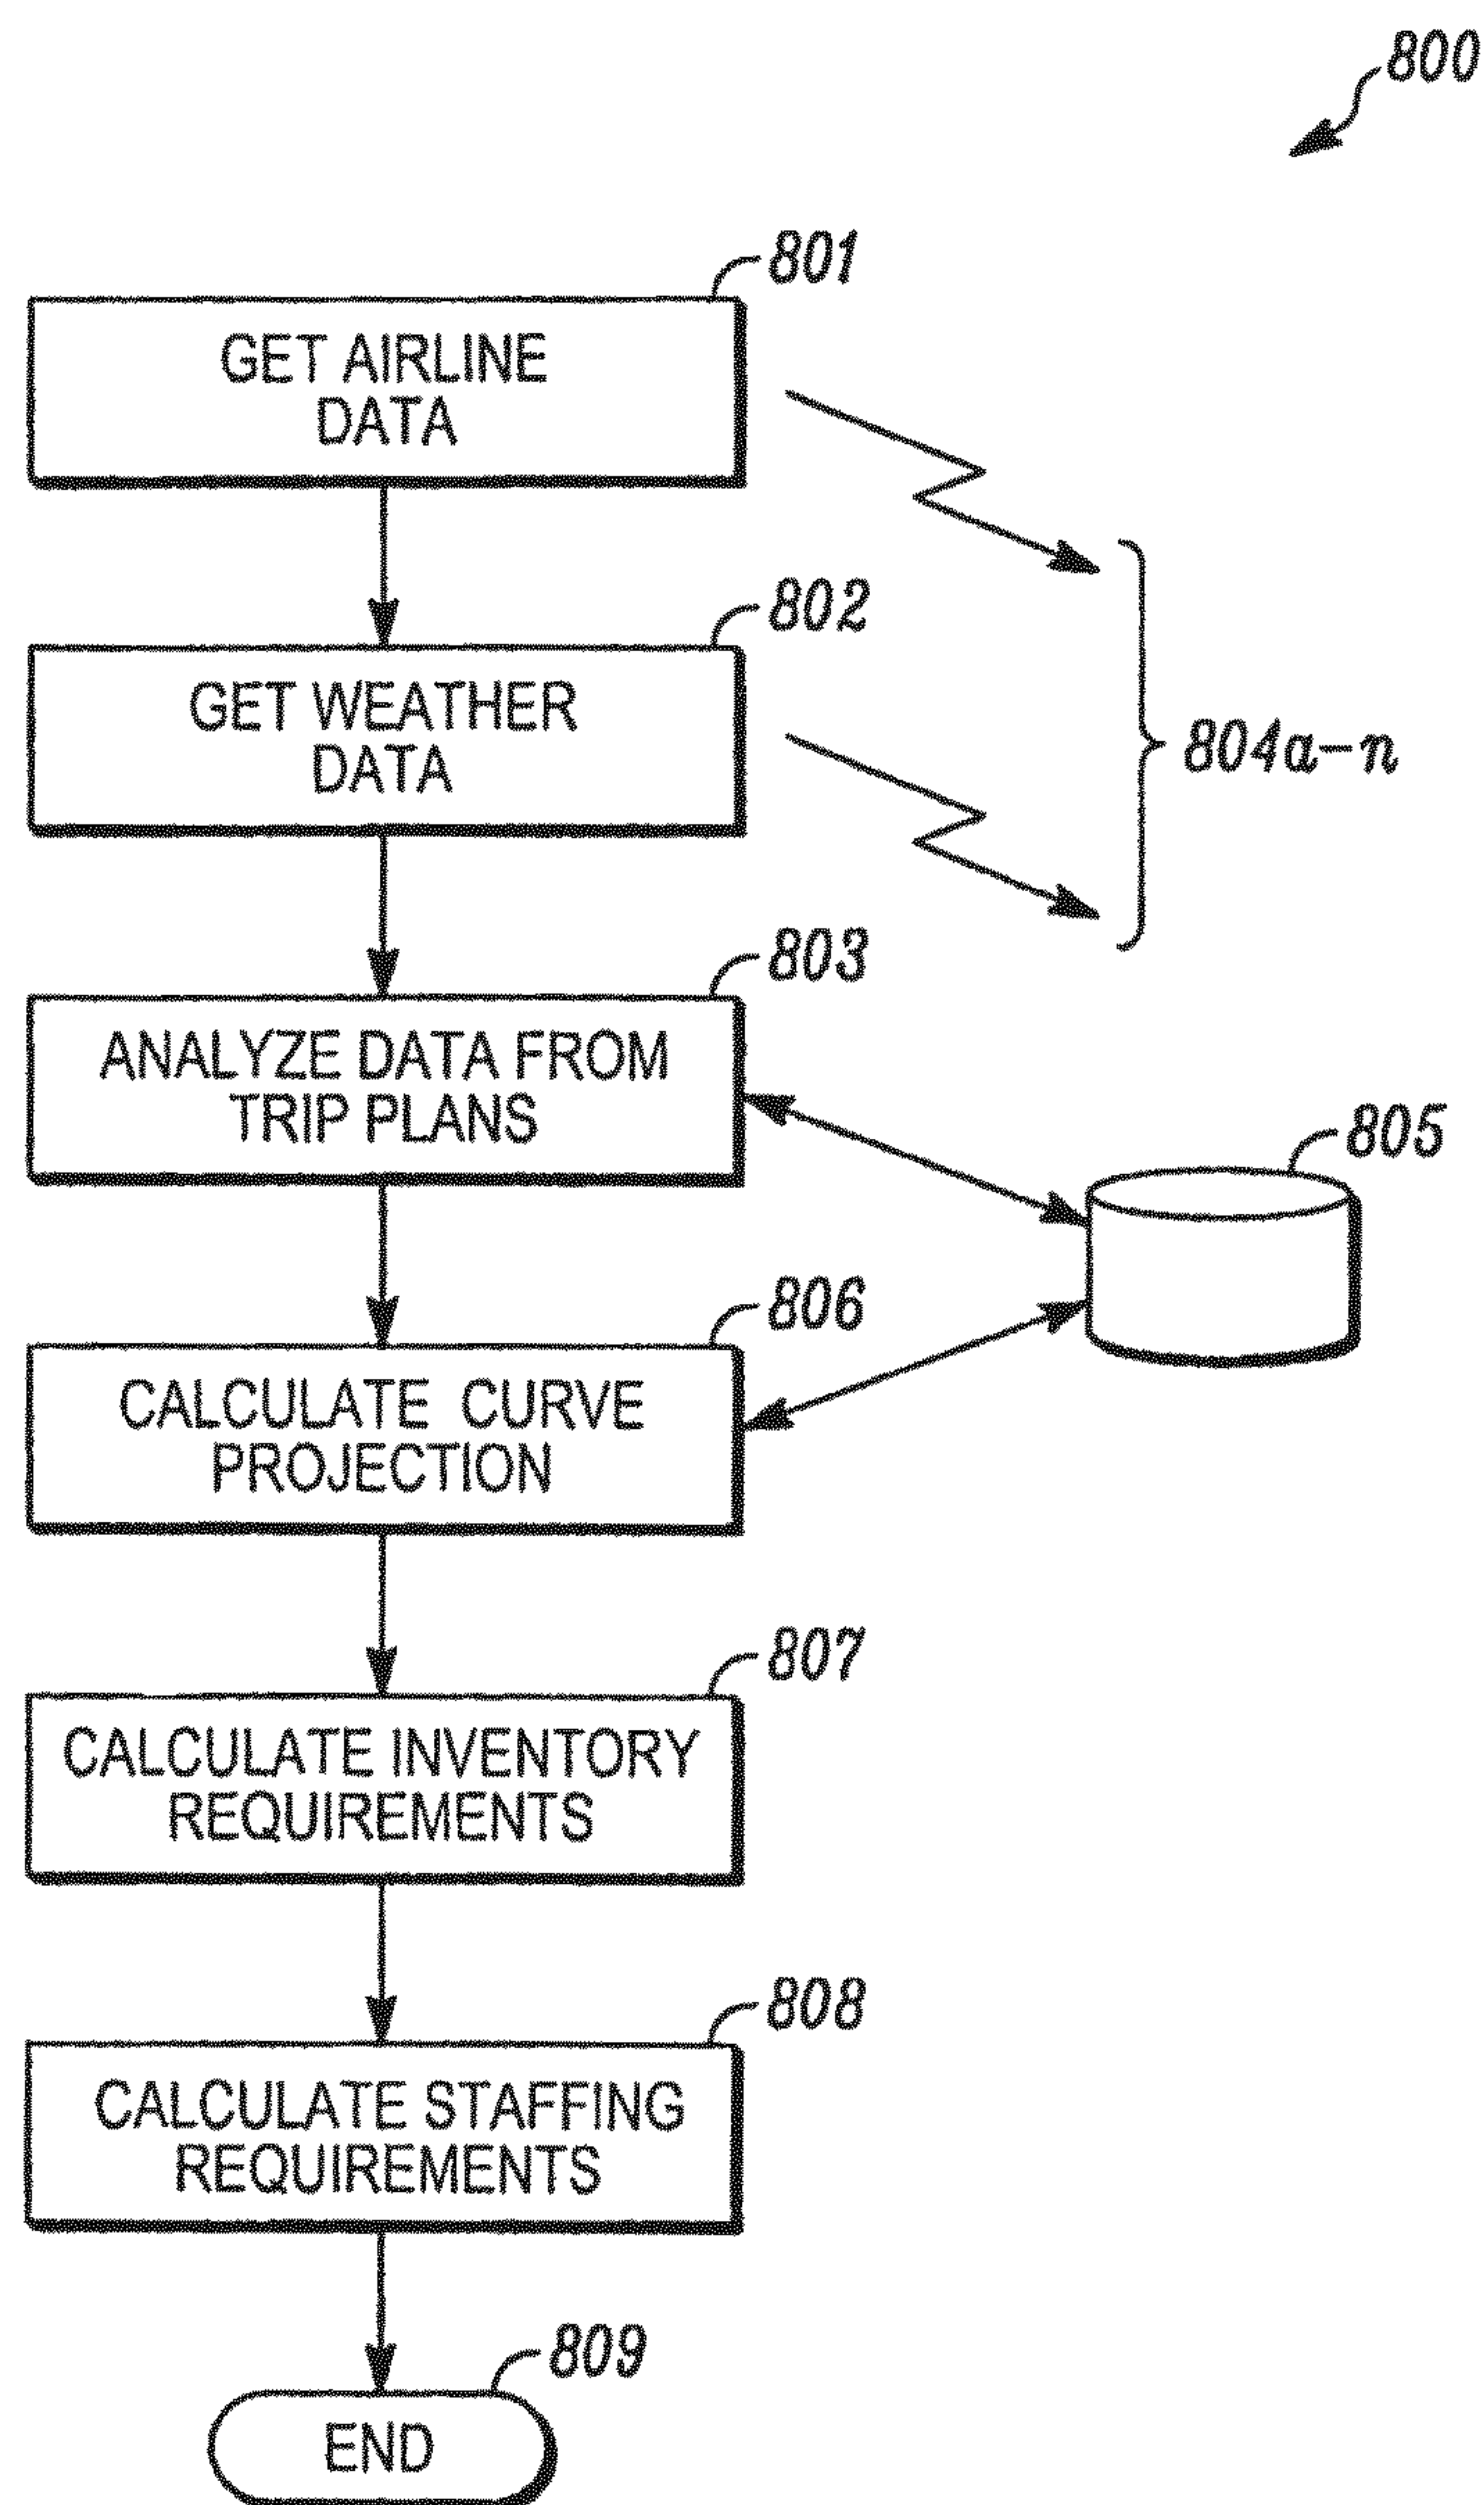 800
801
GET AIRLINE
DATA
802
GET WEATHER
DATA
804a-n
803
ANALYZE DATA FROM
TRIP PLANS
805
806
CALCULATE CURVE
PROJECTION
807
CALCULATE INVENTORY
REQUIREMENTS
808
CALCULATE STAFFING
REQUIREMENTS
809
END